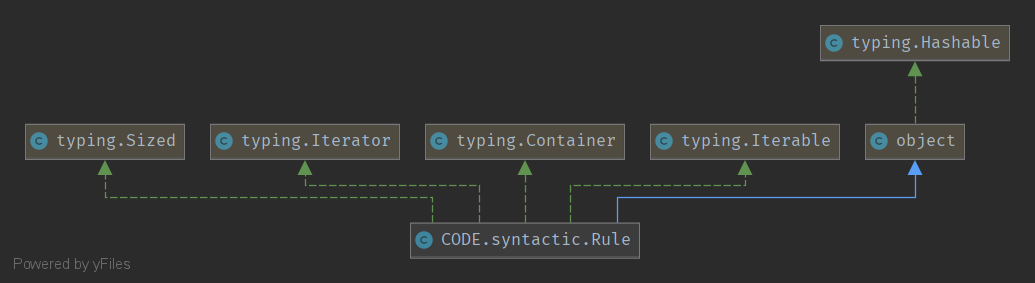 C typing.Hashable
C typing.Sized
C typing.Iterator
C typing.Container
C typing.Iterable
C object
C CODE.syntactic.Rule
Powered by yFiles